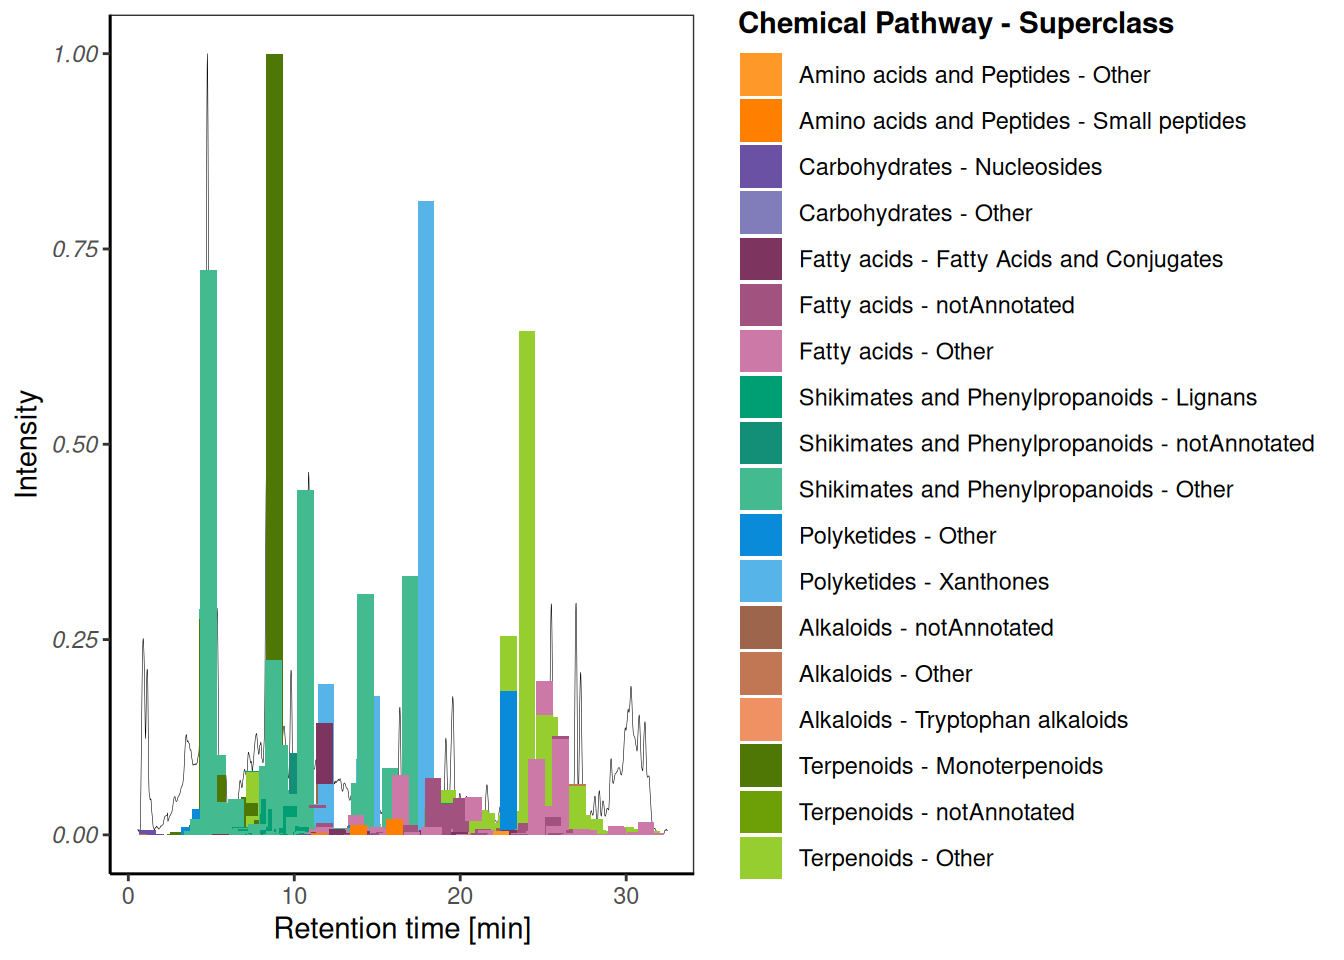 Chemical Pathway - Superclass
Amino acids and Peptides - Other
Amino acids and Peptides - Small peptides
Carbohydrates - Nucleosides
Carbohydrates - Other
Fatty acids - Fatty Acids and Conjugates
Fatty acids - notAnnotated
Fatty acids - Other
Shikimates and Phenylpropanoids - Lignans
Shikimates and Phenylpropanoids - notAnnotated
Shikimates and Phenylpropanoids - Other
Polyketides - Other
Polyketides - Xanthones
Alkaloids - notAnnotated
Alkaloids - Other
Alkaloids - Tryptophan alkaloids
Terpenoids - Monoterpenoids
Terpenoids - notAnnotated
Terpenoids - Other
Intensity
1.00
0.75
0.50
0.25
0.00
0 10 20 30
Retention time [min]